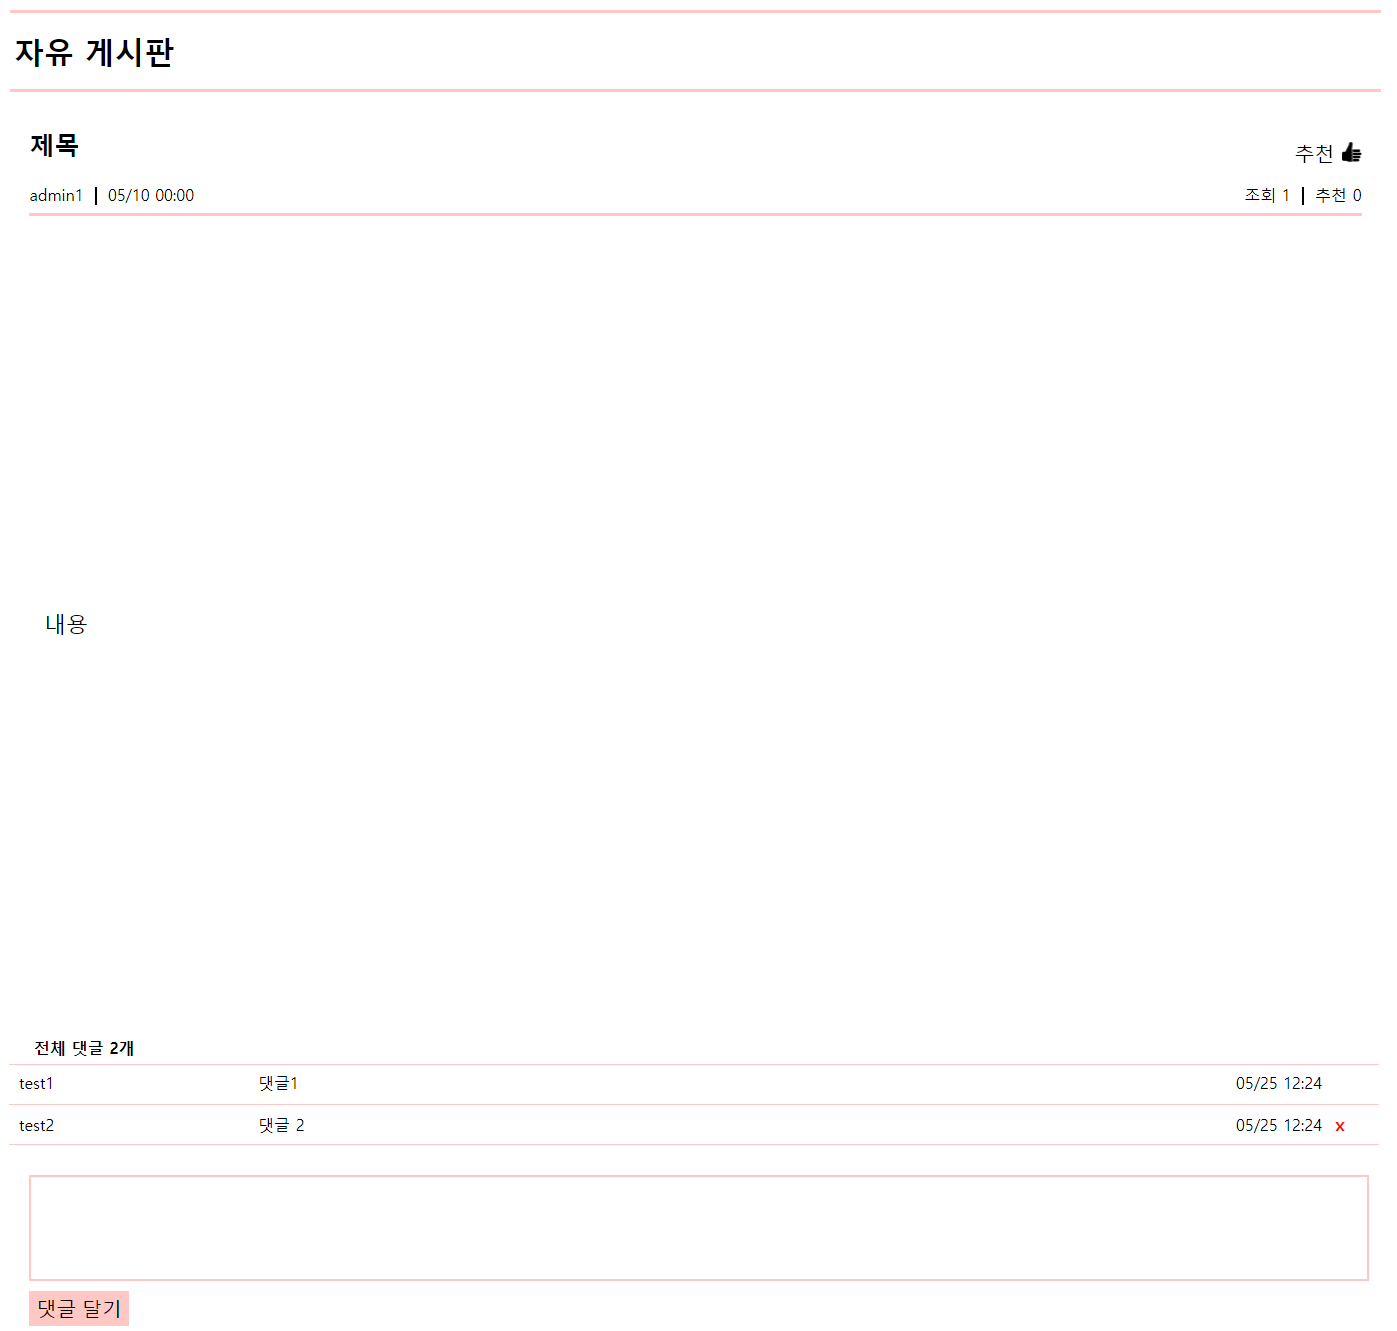 자유 게시판
제목
추천
admin1 | 05/10 00:00
조회 1 | 추천 0
내용
전체 댓글 2개
test1 댓글1 05/25 12:24
test2 댓글 2 05/25 12:24 x
댓글 달기